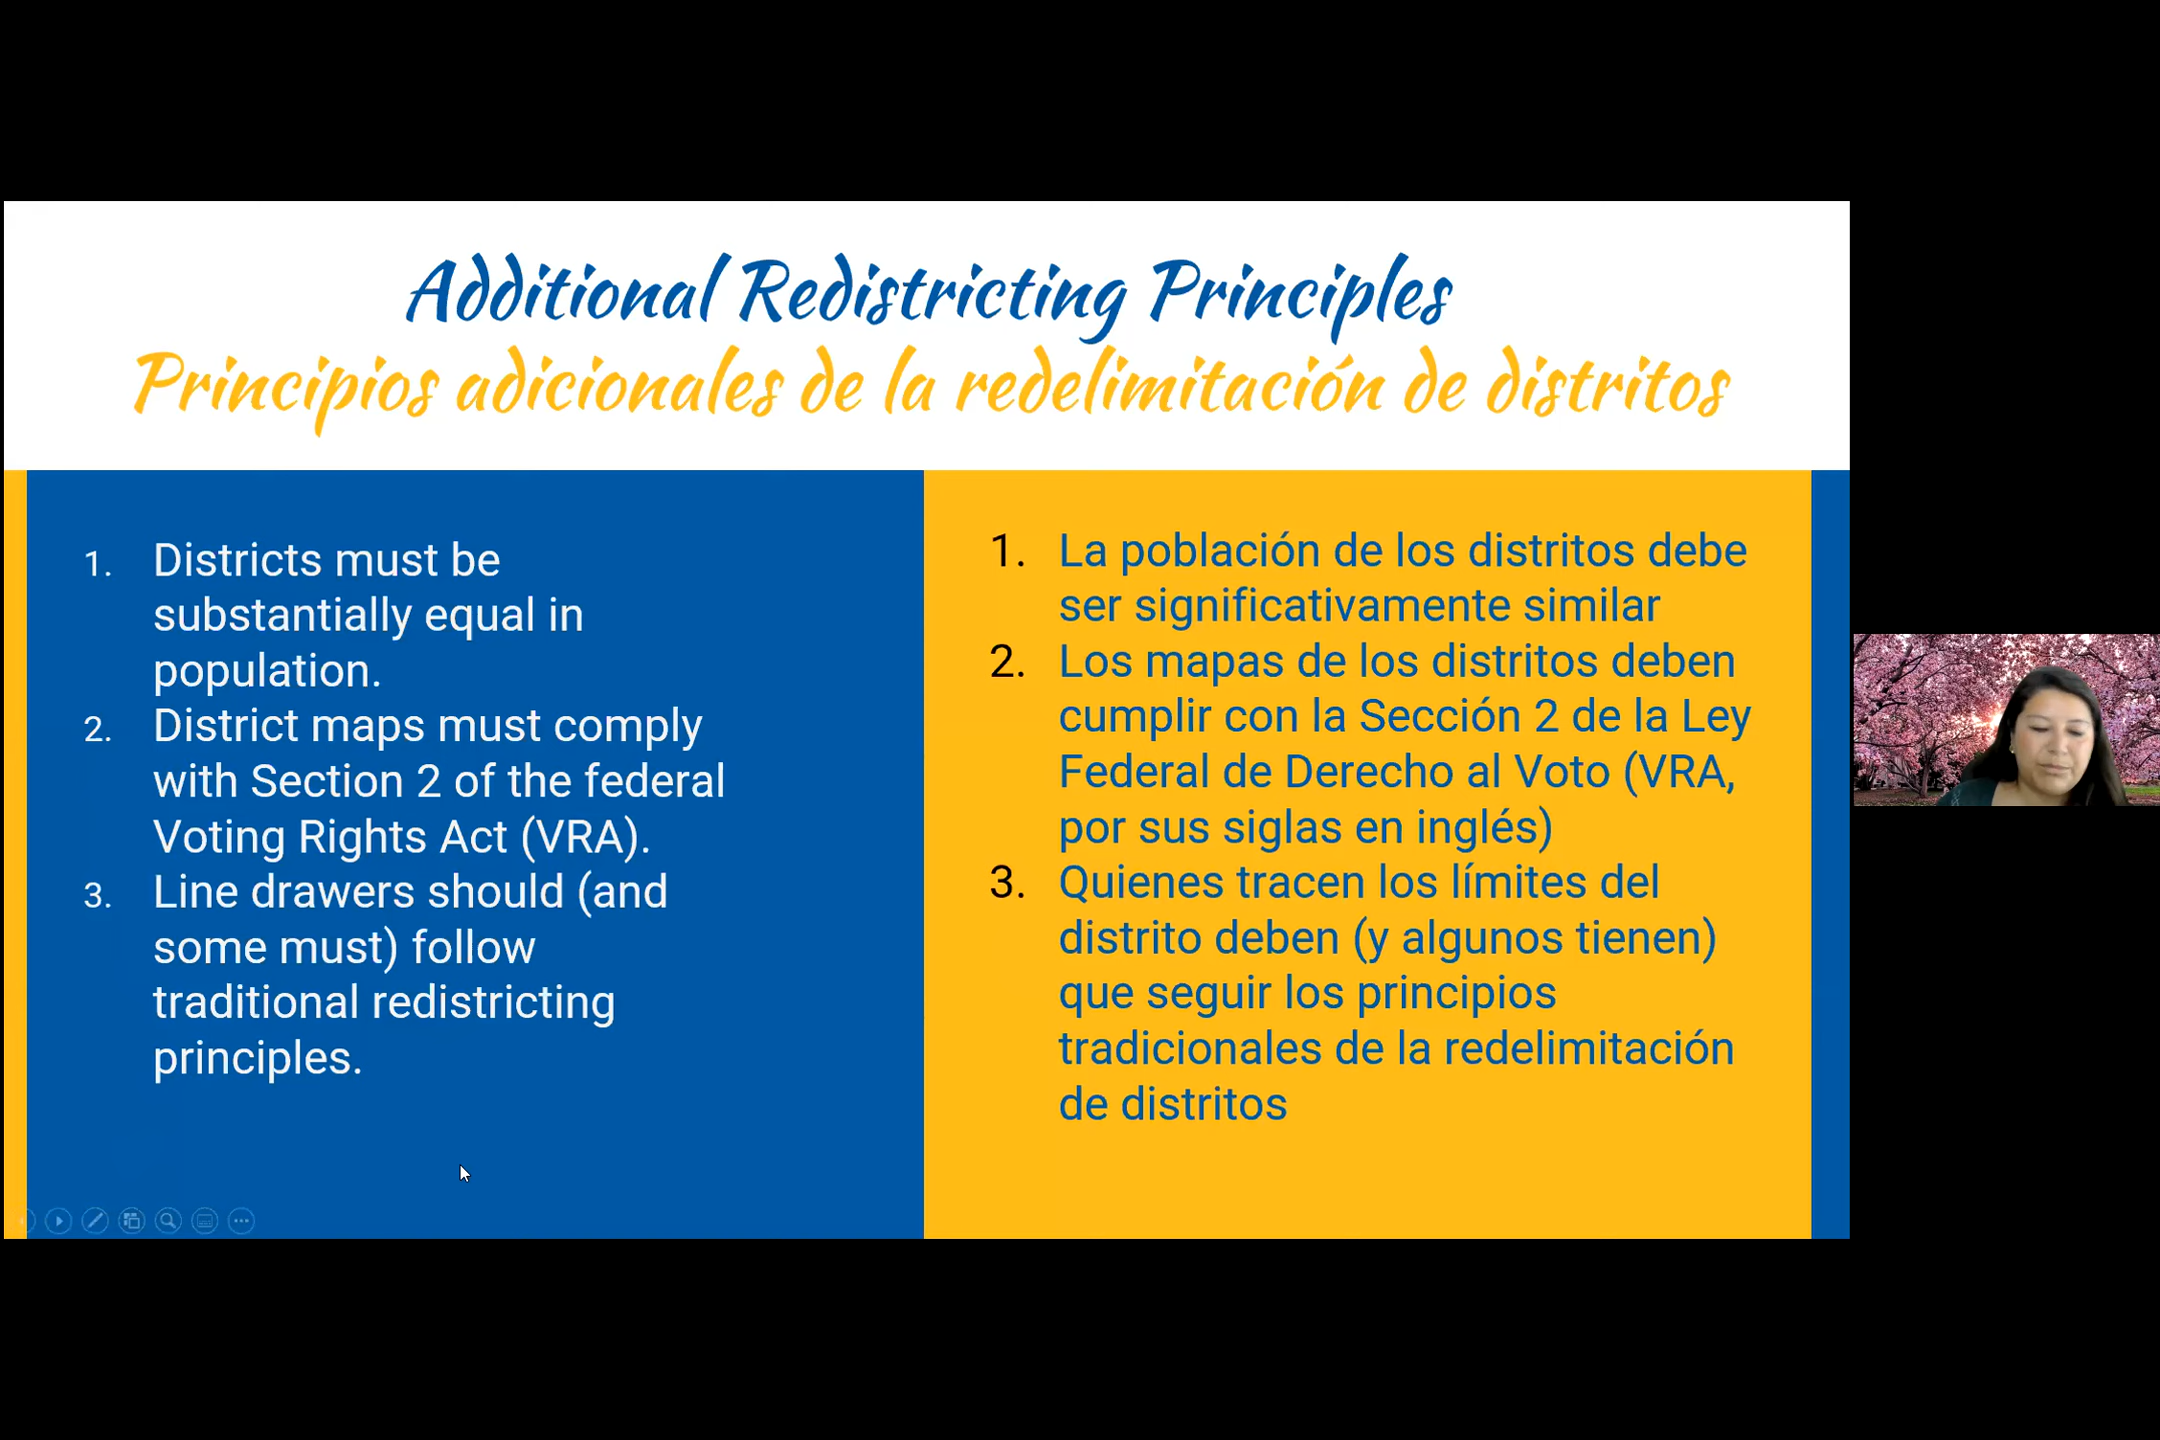 Additional Redistricting Principles
Principios adicionales de la redelimitación de distritos
1. Districts must be
substantially equal in
population.
2. District maps must comply
with Section 2 of the federal
Voting Rights Act (VRA).
3. Line drawers should (and
some must) follow
traditional redistricting
principles.
1. La población de los distritos debe
ser significativamente similar
2. Los mapas de los distritos deben
cumplir con la Sección 2 de la Ley
Federal de Derecho al Voto (VRA,
por sus siglas en inglés)
3. Quienes tracen los límites del
distrito deben (y algunos tienen)
que seguir los principios
tradicionales de la redelimitación
de distritos